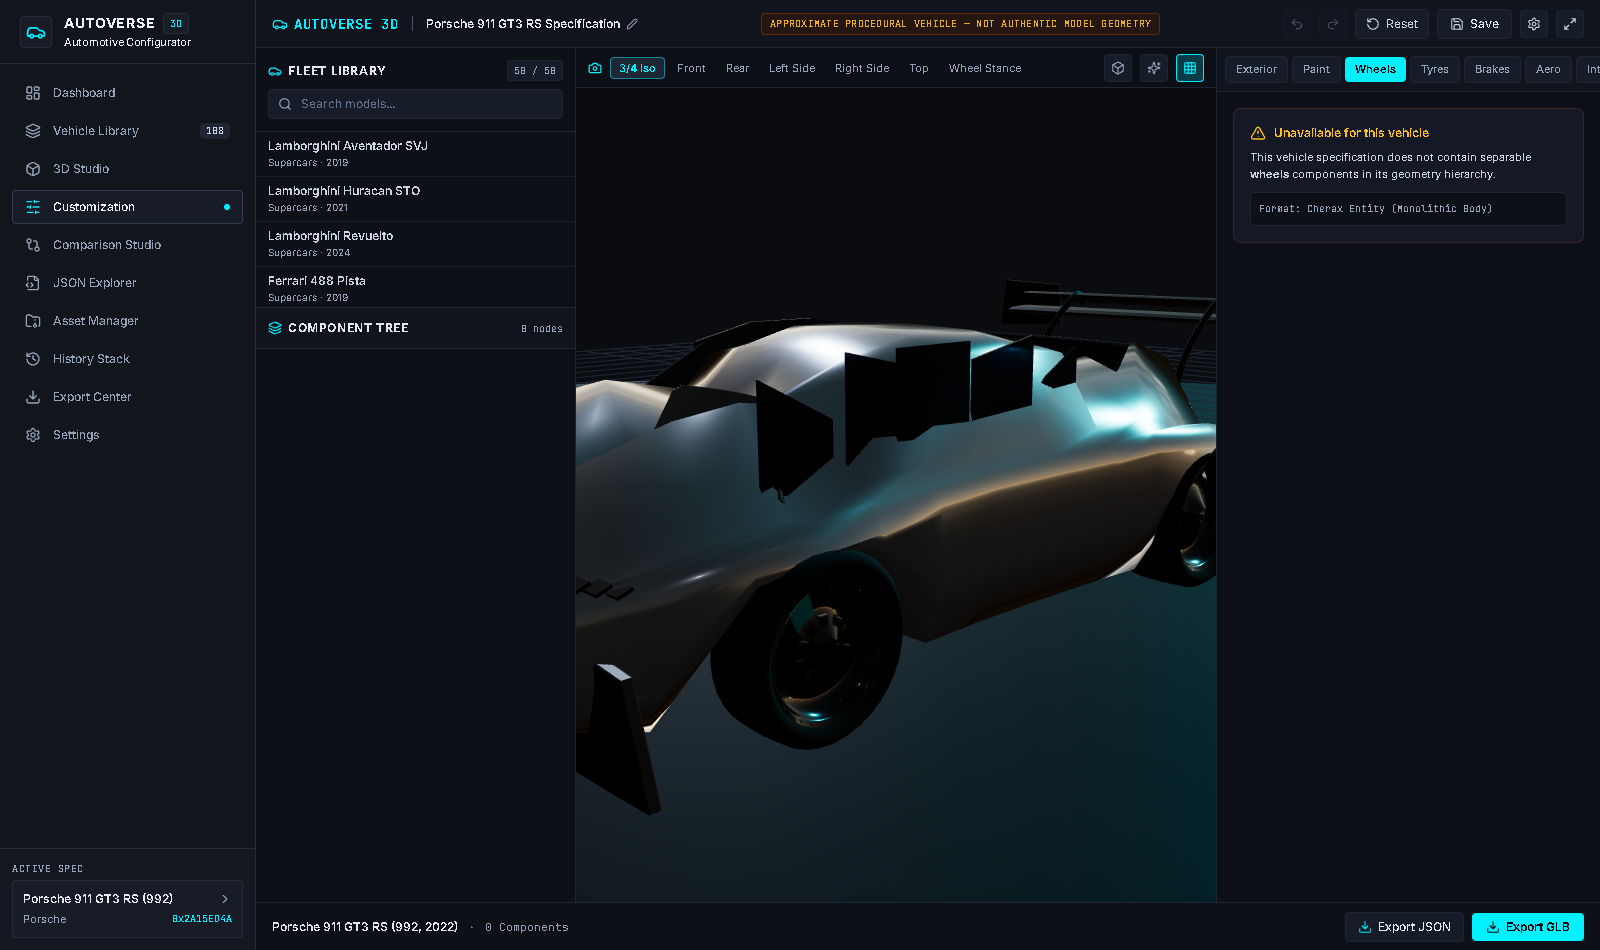 AUTOVERSE 3D
Automotive Configurator
Dashboard
Vehicle Library 188
3D Studio
Customization
Comparison Studio
JSON Explorer
Asset Manager
History Stack
Export Center
Settings
ACTIVE SPEC
Porsche 911 GT3 RS (992)
Porsche 0x2A15ED4A
AUTOVERSE 3D
Porsche 911 GT3 RS Specification
APPROXIMATE PROCEDURAL VEHICLE — NOT AUTHENTIC MODEL GEOMETRY
Reset
Save
FLEET LIBRARY 50 / 50
Search models...
Lamborghini Aventador SVJ
Supercars · 2019
Lamborghini Huracan STO
Supercars · 2021
Lamborghini Revuelto
Supercars · 2024
Ferrari 488 Pista
Supercars · 2019
COMPONENT TREE 0 nodes
3/4 Iso Front Rear Left Side Right Side Top Wheel Stance
Exterior Paint Wheels Tyres Brakes Aero Int
Unavailable for this vehicle
This vehicle specification does not contain separable
wheels components in its geometry hierarchy.
Format: Cherax Entity (Monolithic Body)
Porsche 911 GT3 RS (992, 2022) · 0 Components
Export JSON
Export GLB